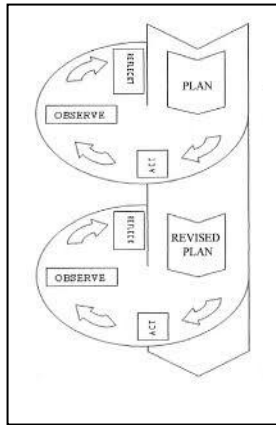 REFLECT
PLAN
OBSERVE
ACT
REFLECT
REVISED
PLAN
OBSERVE
ACT